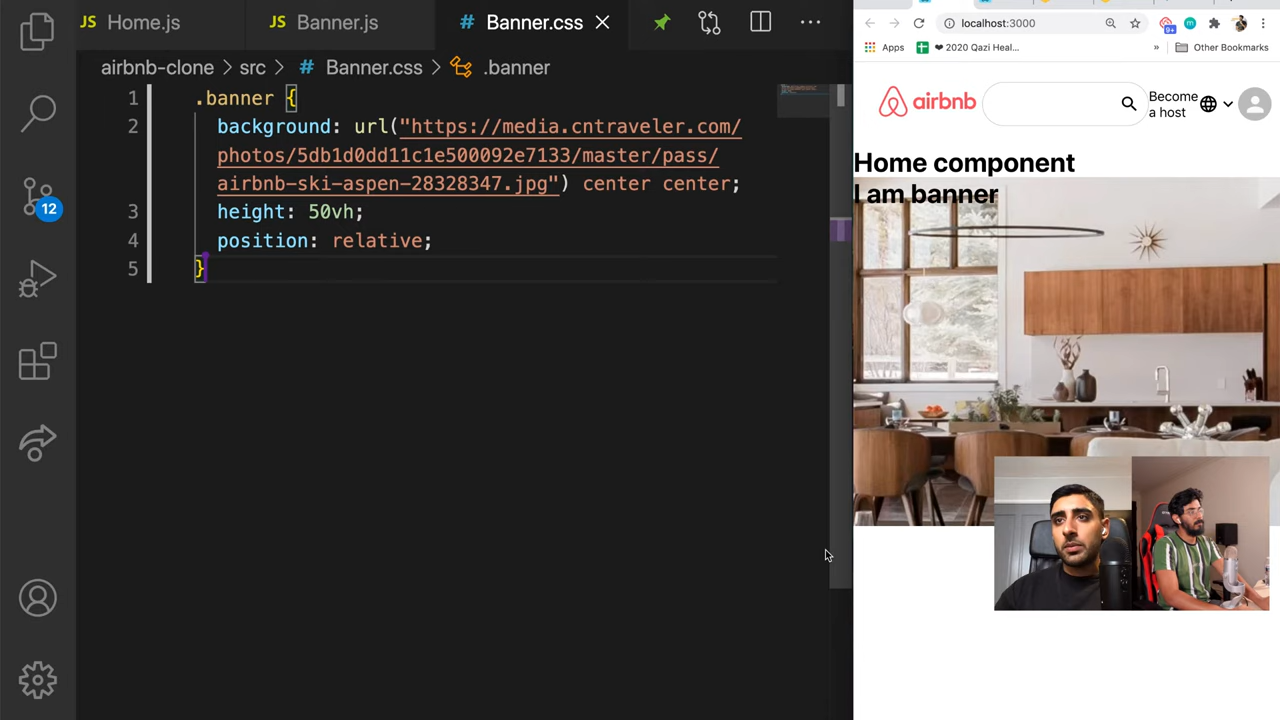 JS Home.js
JS Banner.js
# Banner.css
airbnb-clone > src > # Banner.css > .banner
1 .banner {
2 background: url("https://media.cntraveler.com/
photos/5db1d0dd11c1e500092e7133/master/pass/
airbnb-ski-aspen-28328347.jpg") center center;
3 height: 50vh;
4 position: relative;
5 }
12
localhost:3000
9+
m
Apps
❤ 2020 Qazi Heal...
»
Other Bookmarks
airbnb
Become
a host
Home component
I am banner